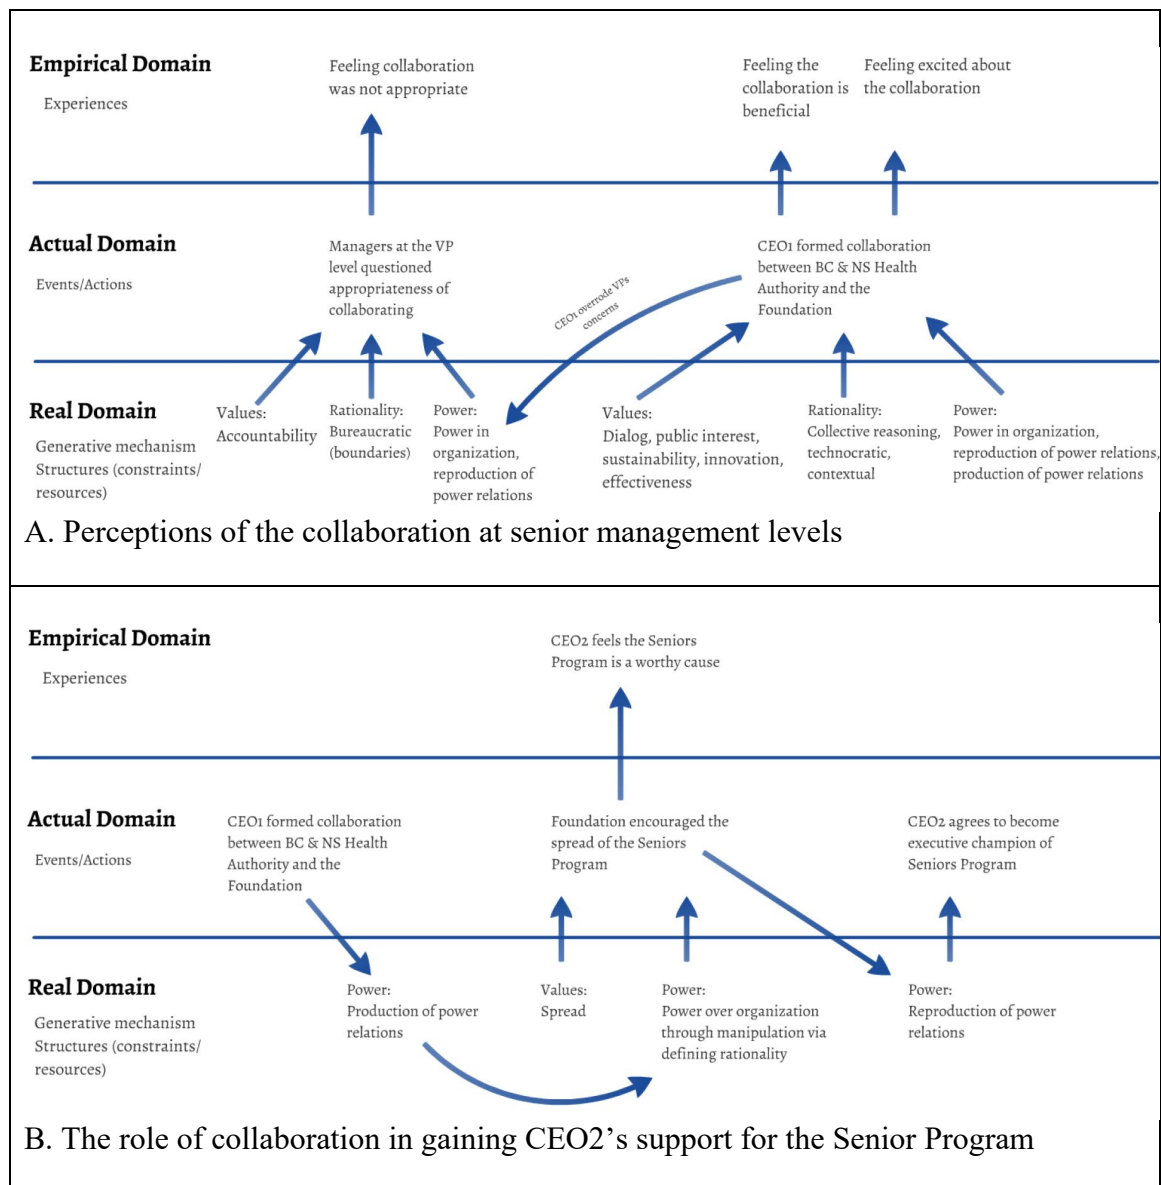 Empirical Domain
Experiences
Feeling collaboration
was not appropriate
Feeling the
collaboration is
beneficial
Feeling excited about
the collaboration
Actual Domain
Events/Actions
Managers at the VP
level questioned
appropriateness of
collaborating
CEO1 overrode VPs
concerns
CEO1 formed collaboration
between BC & NS Health
Authority and the
Foundation
Real Domain
Generative mechanism
Structures (constraints/
resources)
Values:
Accountability
Rationality:
Bureaucratic
(boundaries)
Power:
Power in
organization,
reproduction of
power relations
Values:
Dialog, public interest,
sustainability, innovation,
effectiveness
Rationality:
Collective reasoning,
technocratic,
contextual
Power:
Power in organization,
reproduction of power relations,
production of power relations
A. Perceptions of the collaboration at senior management levels
Empirical Domain
Experiences
CEO2 feels the Seniors
Program is a worthy cause
Actual Domain
Events/Actions
CEO1 formed collaboration
between BC & NS Health
Authority and the
Foundation
Foundation encouraged the
spread of the Seniors
Program
CEO2 agrees to become
executive champion of
Seniors Program
Real Domain
Generative mechanism
Structures (constraints/
resources)
Power:
Production of power
relations
Values:
Spread
Power:
Power over organization
through manipulation via
defining rationality
Power:
Reproduction of power
relations
B. The role of collaboration in gaining CEO2’s support for the Senior Program